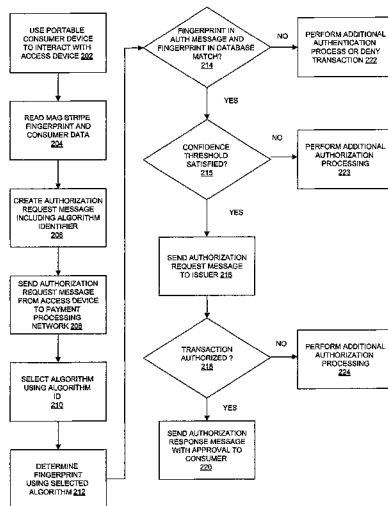 USE PORTABLE
CONSUMER
DEVICE TO
INTERACT WITH
ACCESS DEVICE 202
READ MAG STRIPE
FINGERPRINT AND
CONSUMER DATA
204
CREATE AUTHORIZATION
REQUEST MESSAGE
INCLUDING ALGORITHM
IDENTIFIER
206
SEND AUTHORIZATION
REQUEST MESSAGE
FROM ACCESS DEVICE
TO PAYMENT
PROCESSING
NETWORK 208
SELECT ALGORITHM
USING ALGORITHM
ID
210
DETERMINE
FINGERPRINT
USING SELECTED
ALGORITHM 212
FINGERPRINT IN
AUTH MESSAGE AND
FINGERPRINT IN DATABASE
MATCH?
214
NO
PERFORM ADDITIONAL
AUTHENTICATION
PROCESS OR DENY
TRANSACTION 222
YES
CONFIDENCE
THRESHOLD
SATISFIED?
215
NO
PERFORM ADDITIONAL
AUTHORIZATION
PROCESSING
223
YES
SEND AUTHORIZATION
REQUEST MESSAGE
TO ISSUER 216
TRANSACTION
AUTHORIZED ?
218
NO
PERFORM ADDITIONAL
AUTHORIZATION
PROCESSING
224
YES
SEND AUTHORIZATION
RESPONSE MESSAGE
WITH APPROVAL TO
CONSUMER
220